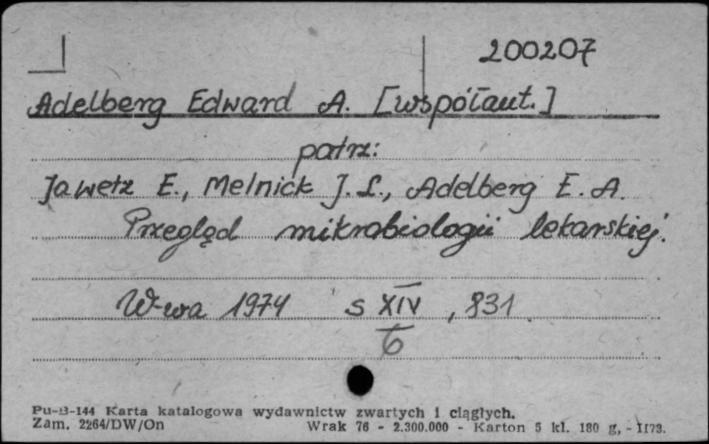 200207
Adelberg Edward A. [współaut.]
patrz:
Jawetz E., Melnick J. L., Adelberg E. A.
Przegląd mikrobiologii lekarskiej.
W-wa 1974 s XIV, 831
6
Pu-B-144 Karta katalogowa wydawnictw zwartych i ciągłych.
Zam. 2264/DW/On Wrak 76 - 2.300.000 - Karton 5 kl. 180 g, - II73.